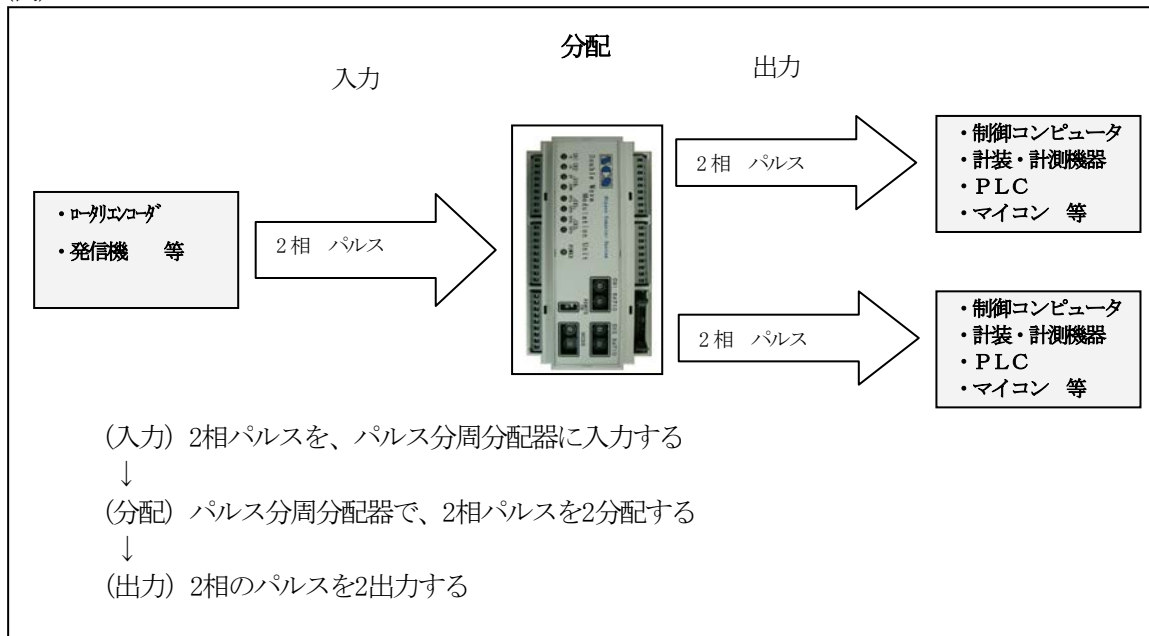 分配
入力
出力
・ロータリエンコーダ
・発信機 等
2相 パルス
2相 パルス
・制御コンピュータ
・計装・計測機器
・ＰＬＣ
・マイコン 等
2相 パルス
・制御コンピュータ
・計装・計測機器
・ＰＬＣ
・マイコン 等
Double Wave
Modulation Unit
(入力) 2相パルスを、パルス分周分配器に入力する
↓
(分配) パルス分周分配器で、2相パルスを2分配する
↓
(出力) 2相のパルスを2出力する